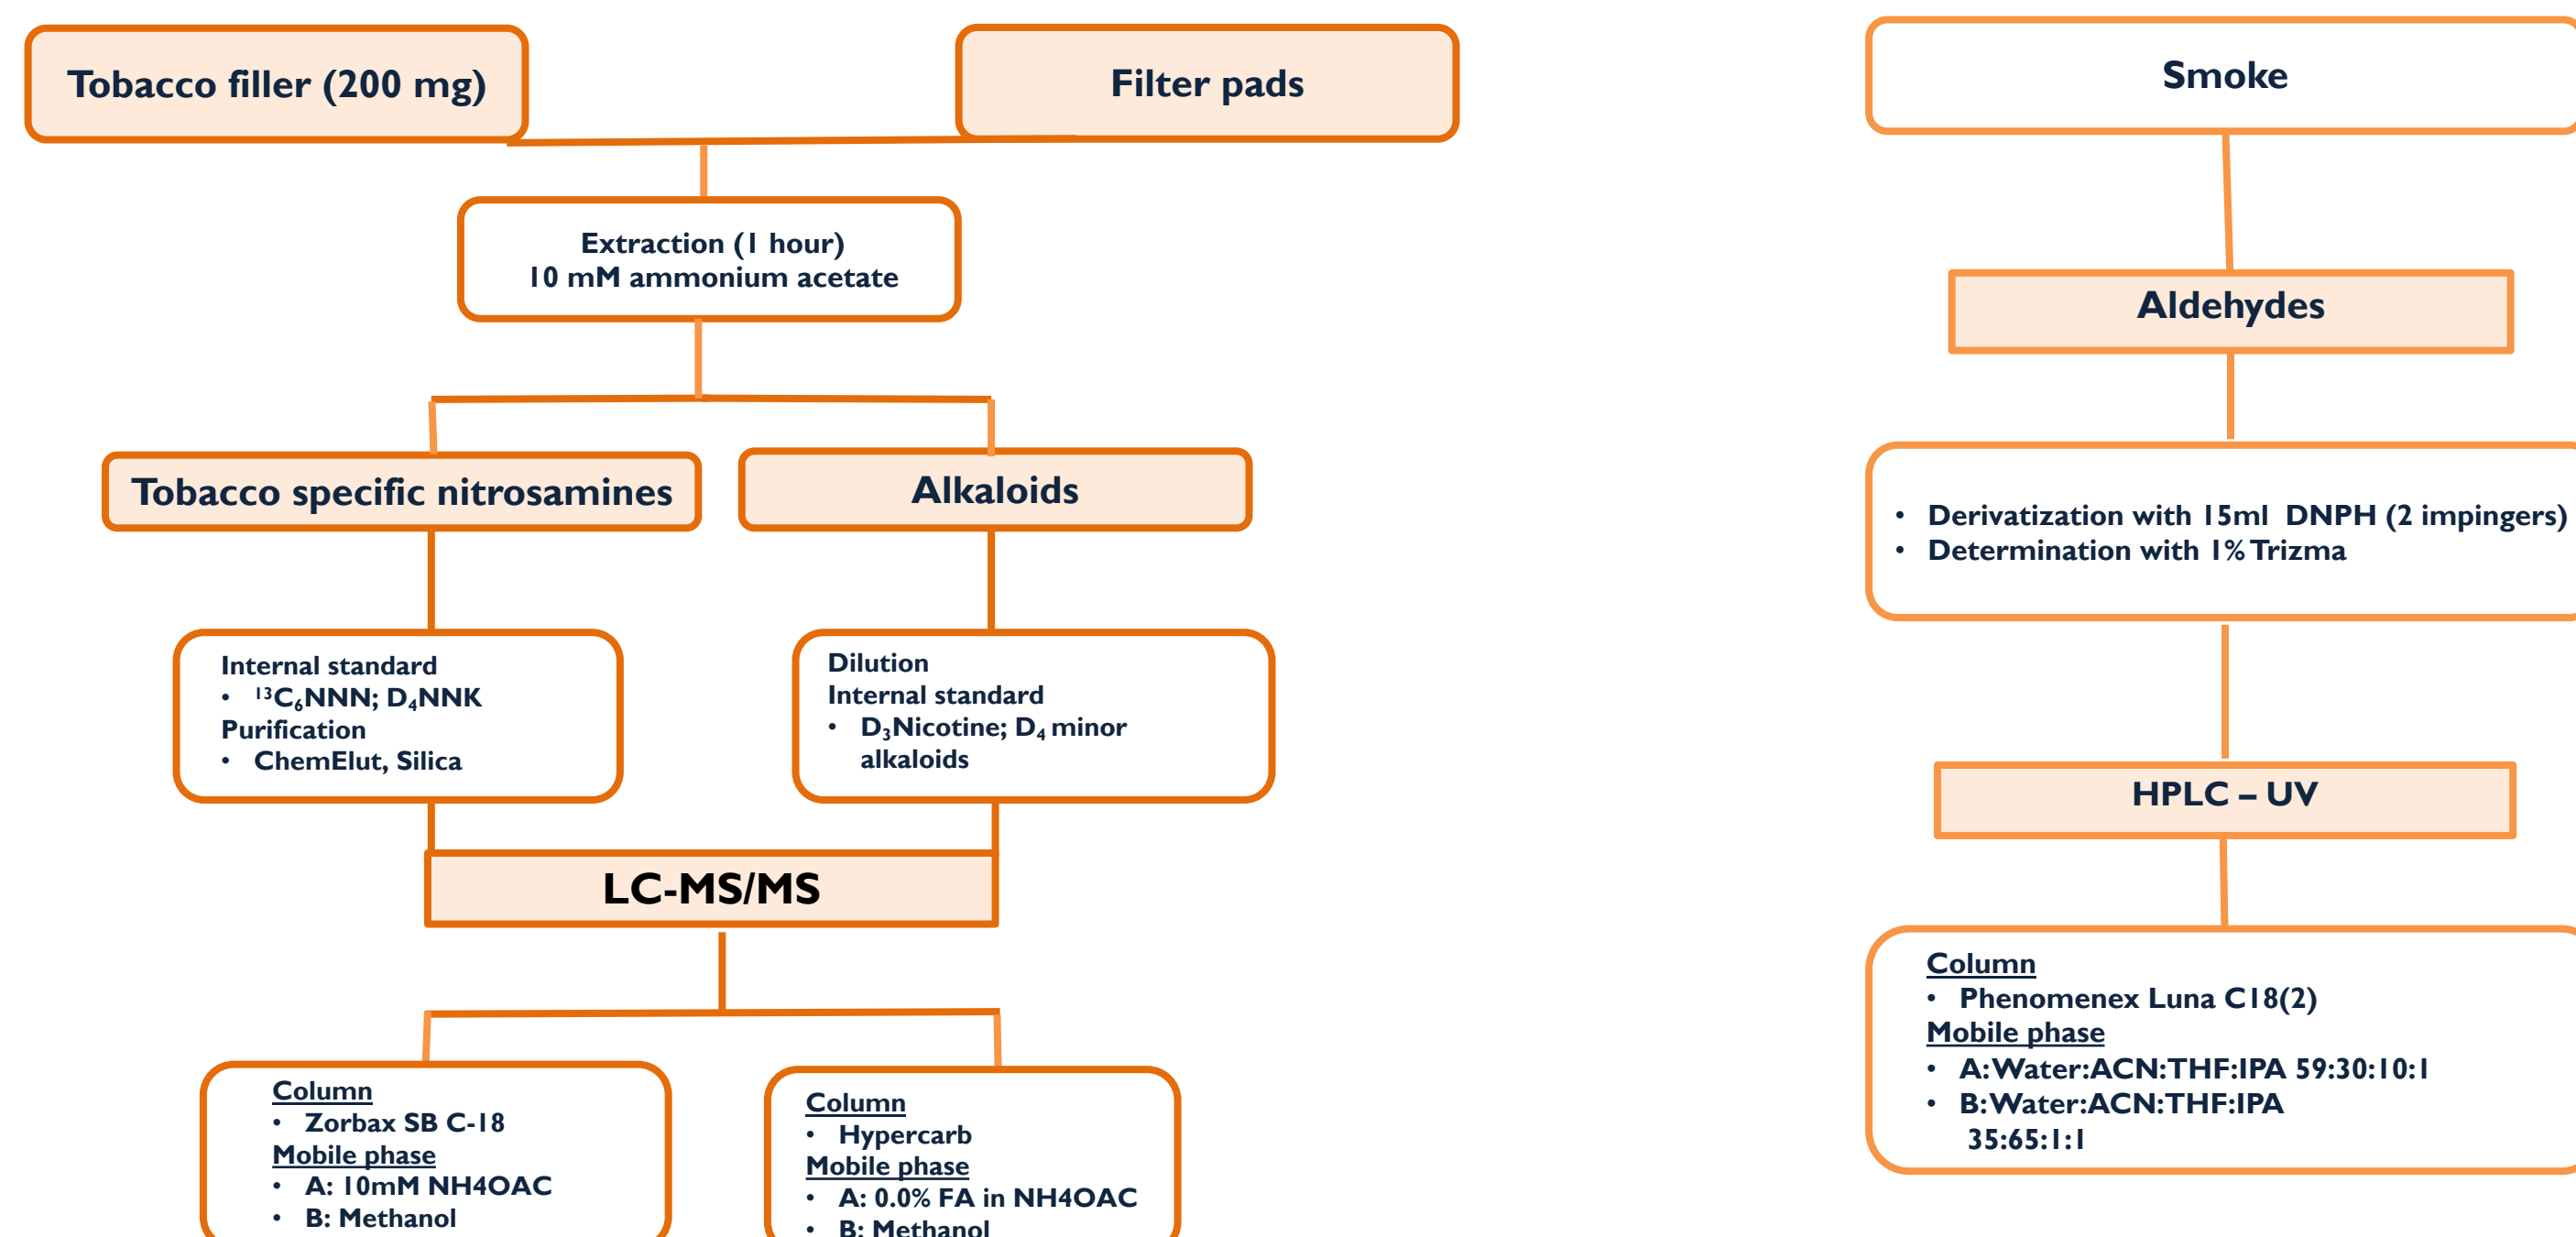 Tobacco filler (200 mg)
Filter pads
Extraction (1 hour)
10 mM ammonium acetate
Tobacco specific nitrosamines
Alkaloids
Internal standard
• ¹³C₆NNN; D₄NNK
Purification
• ChemElut, Silica
Dilution
Internal standard
• D₃Nicotine; D₄ minor
alkaloids
LC-MS/MS
Column
• Zorbax SB C-18
Mobile phase
• A: 10mM NH4OAC
• B: Methanol
Column
• Hypercarb
Mobile phase
• A: 0.0% FA in NH4OAC
• B: Methanol
Smoke
Aldehydes
• Derivatization with 15ml DNPH (2 impingers)
• Determination with 1% Trizma
HPLC – UV
Column
• Phenomenex Luna C18(2)
Mobile phase
• A:Water:ACN:THF:IPA 59:30:10:1
• B:Water:ACN:THF:IPA
35:65:1:1